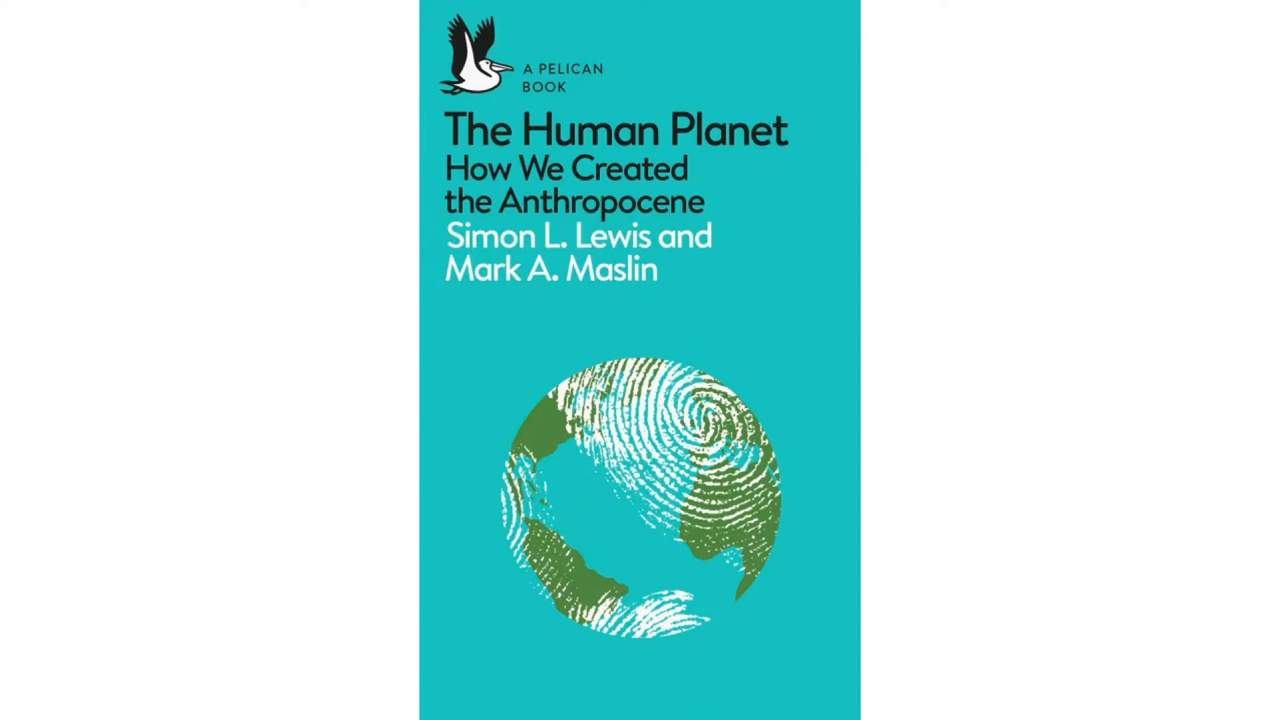 A PELICAN
BOOK
The Human Planet
How We Created
the Anthropocene
Simon L. Lewis and
Mark A. Maslin